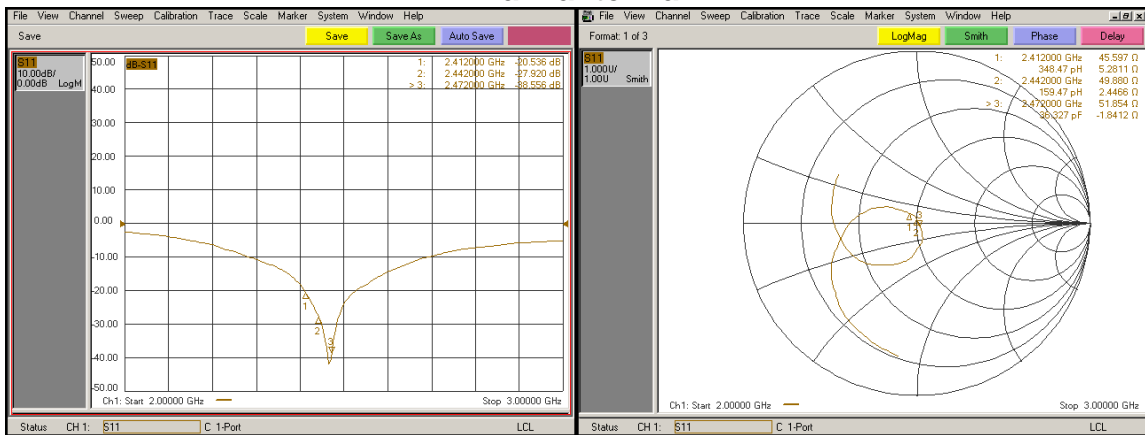 File View Channel Sweep Calibration Trace Scale Marker System Window Help
Save Save Save As Auto Save
S11
10.00dB/
0.00dB LogM
dB-S11
50.00
40.00
30.00
20.00
10.00
0.00
-10.00
-20.00
-30.00
-40.00
-50.00
1: 2.412000 GHz -20.536 dB
2: 2.442000 GHz -27.920 dB
> 3: 2.472000 GHz -38.556 dB
1
2
3
Ch1: Start 2.00000 GHz Stop 3.00000 GHz
Status CH 1: S11 C 1-Port LCL
File View Channel Sweep Calibration Trace Scale Marker System Window Help
Format: 1 of 3 LogMag Smith Phase Delay
S11
1.000U/
1.00U Smith
1: 2.412000 GHz 45.597 Ω
348.47 pH 5.2811 Ω
2: 2.442000 GHz 49.880 Ω
159.47 pH 2.4466 Ω
> 3: 2.472000 GHz 51.854 Ω
36.327 pF -1.8412 Ω
3
1
2
Ch1: Start 2.00000 GHz Stop 3.00000 GHz
Status CH 1: S11 C 1-Port LCL